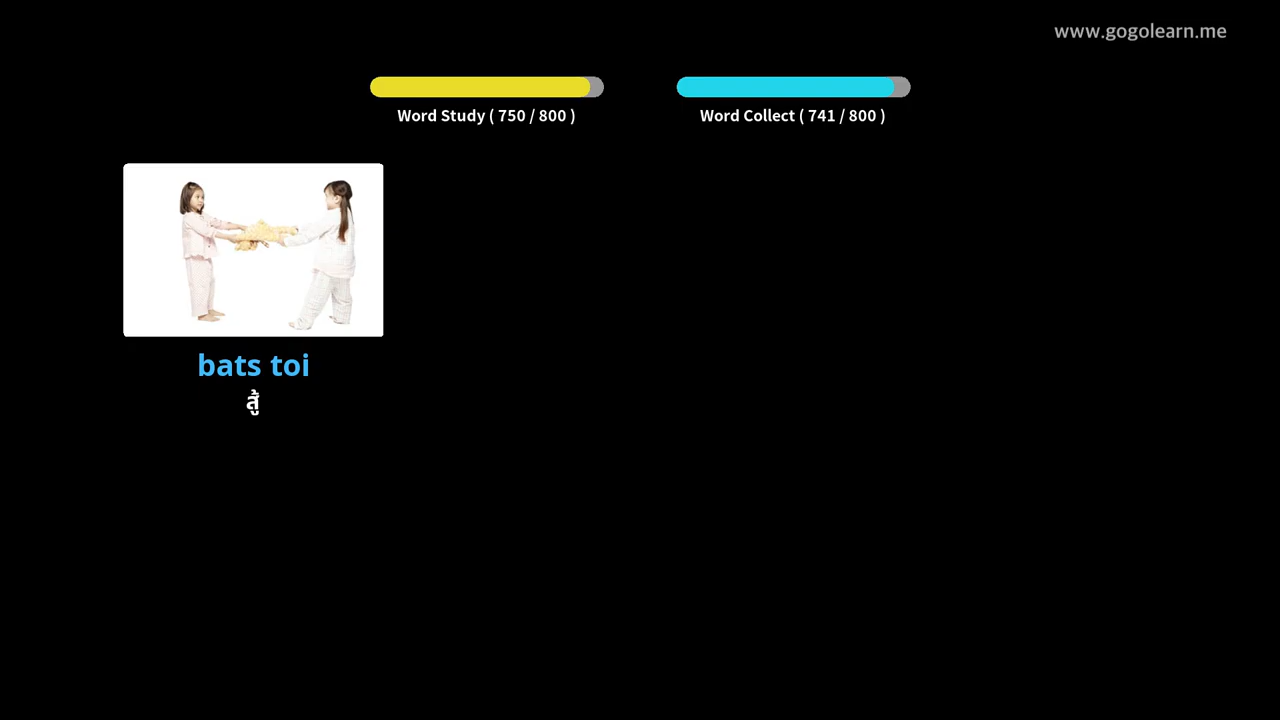 www.gogolearn.me
Word Study ( 750 / 800 )
Word Collect ( 741 / 800 )
bats toi
สู้